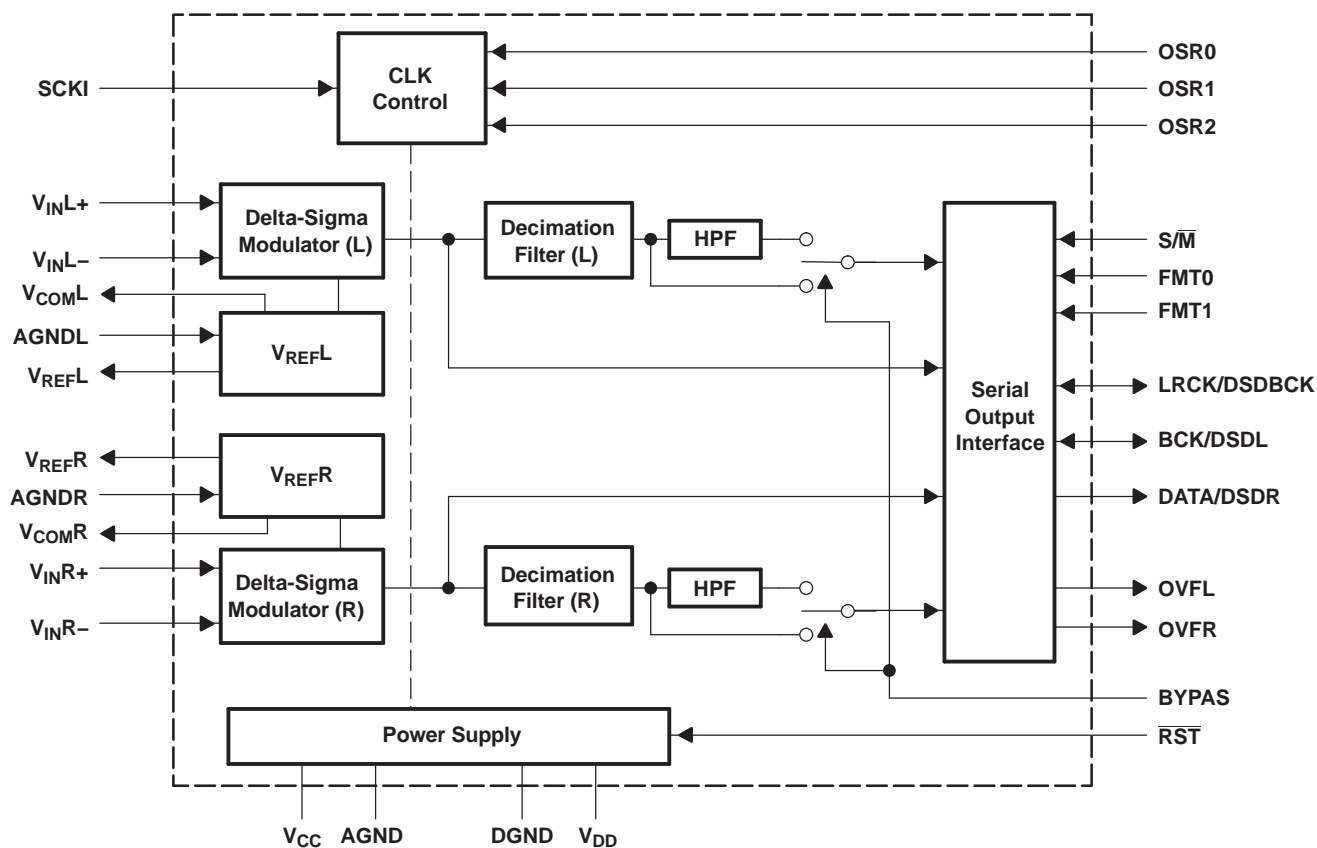 SCKI
CLK
Control
OSR0
OSR1
OSR2
VINL+
VINL−
Delta-Sigma
Modulator (L)
Decimation
Filter (L)
HPF
VCOML
AGNDL
VREFL
VREFL
Serial
Output
Interface
S/M̅
FMT0
FMT1
LRCK/DSDBCK
BCK/DSDL
DATA/DSDR
OVFL
OVFR
BYPAS
R̅S̅T̅
VREFR
AGNDR
VCOMR
VREFR
VINR+
VINR−
Delta-Sigma
Modulator (R)
Decimation
Filter (R)
HPF
Power Supply
VCC
AGND
DGND
VDD